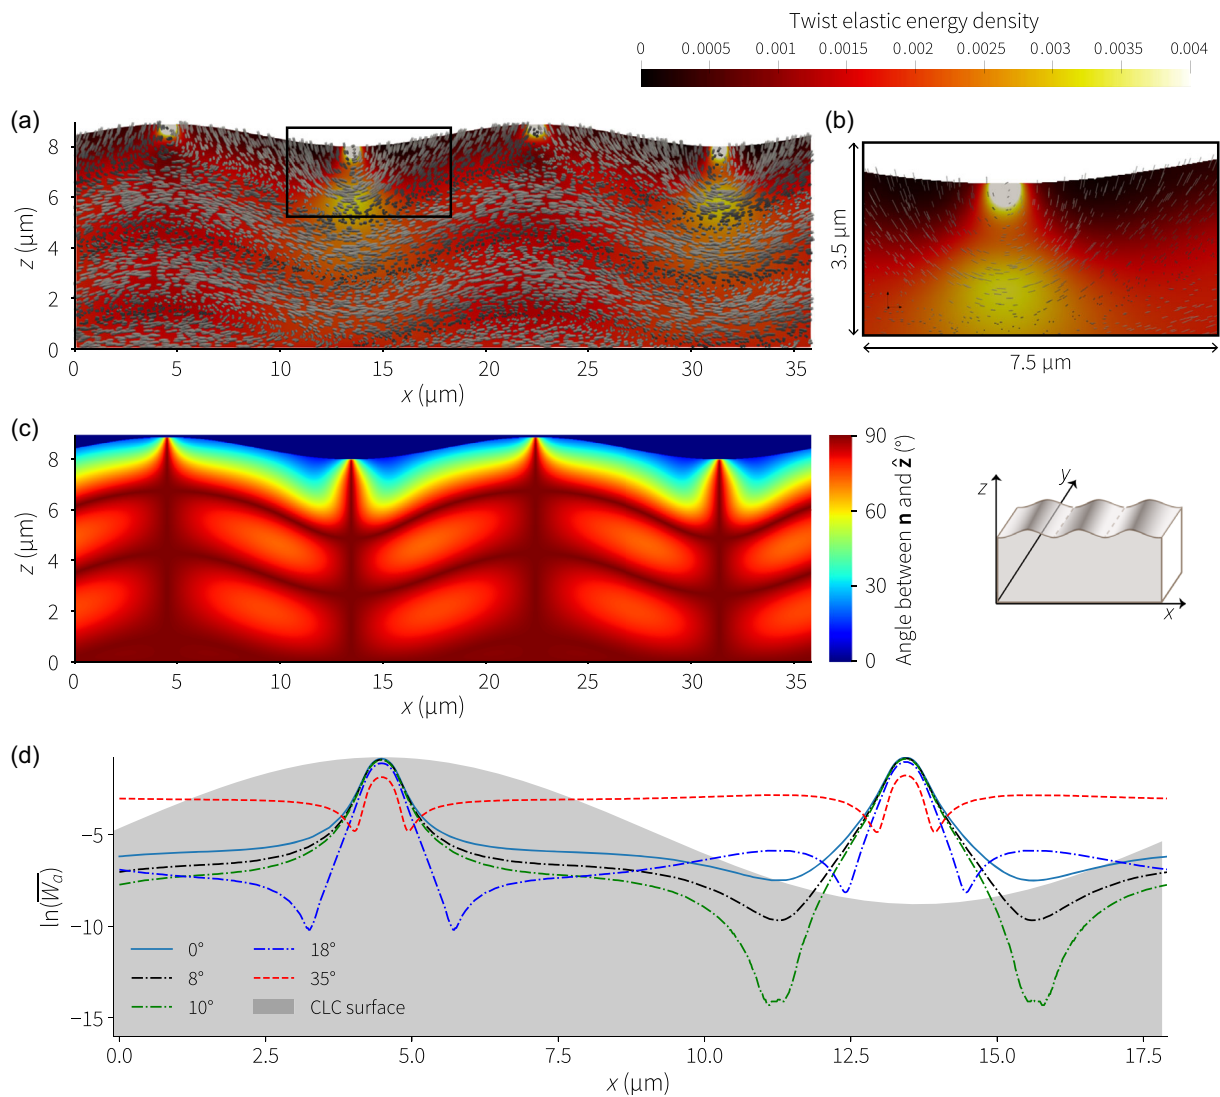 Twist elastic energy density
0 0.0005 0.001 0.0015 0.002 0.0025 0.003 0.0035 0.004
(a)
8
6
4
2
0
z (μm)
0 5 10 15 20 25 30 35
x (μm)
(b)
3.5 μm
7.5 μm
(c)
8
6
4
2
0
z (μm)
0 5 10 15 20 25 30 35
x (μm)
90
60
30
0
Angle between n and ẑ (°)
z
y
x
(d)
−5
−10
−15
ln(W̅a̅l̅)
0°
8°
10°
18°
35°
CLC surface
0.0 2.5 5.0 7.5 10.0 12.5 15.0 17.5
x (μm)